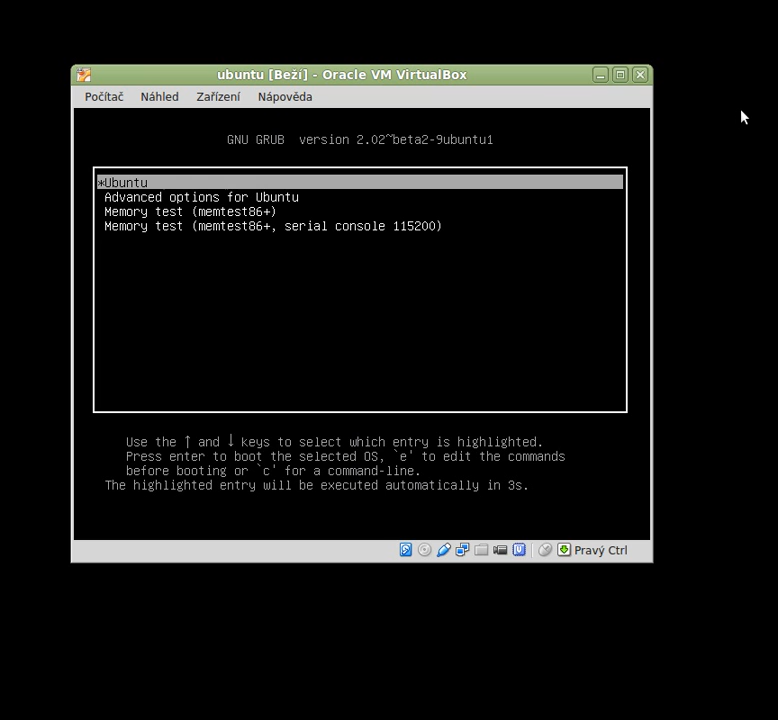 ubuntu [Beží] - Oracle VM VirtualBox
Počítač Náhled Zařízení Nápověda
GNU GRUB version 2.02~beta2-9ubuntu1
*Ubuntu
Advanced options for Ubuntu
Memory test (memtest86+)
Memory test (memtest86+, serial console 115200)
Use the ↑ and ↓ keys to select which entry is highlighted.
Press enter to boot the selected OS, `e' to edit the commands
before booting or `c' for a command-line.
The highlighted entry will be executed automatically in 3s.
Pravý Ctrl